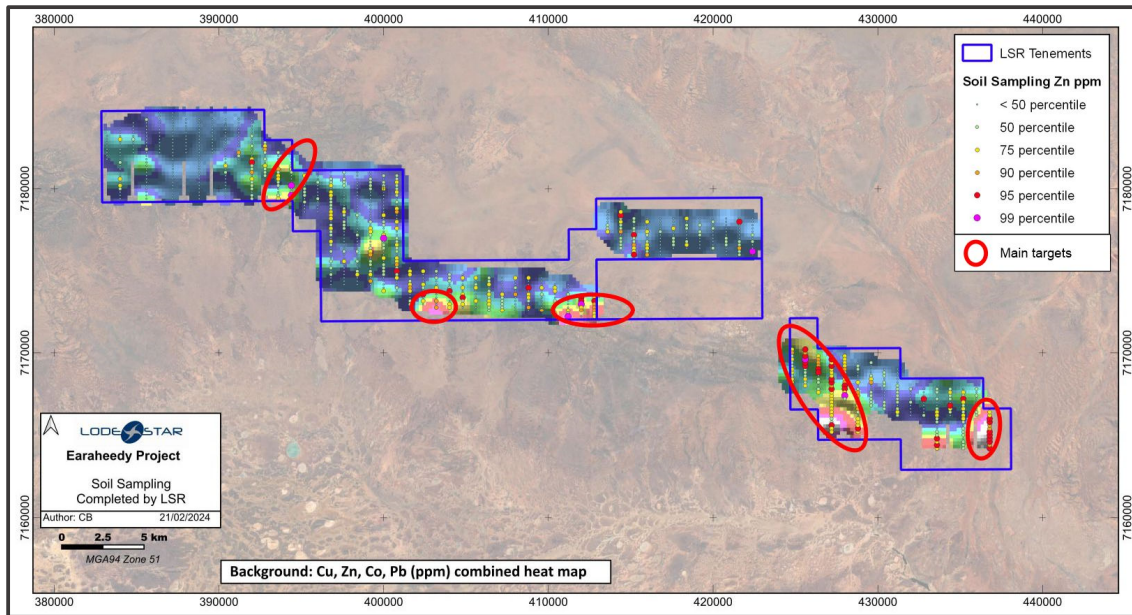 380000 390000 400000 410000 420000 430000 440000
7180000 7180000
7170000 7170000
7160000 7160000
LSR Tenements
Soil Sampling Zn ppm
< 50 percentile
50 percentile
75 percentile
90 percentile
95 percentile
99 percentile
Main targets
LODESTAR
Earaheedy Project
Soil Sampling
Completed by LSR
Author: CB 21/02/2024
0 2.5 5 km
MGA94 Zone 51
Background: Cu, Zn, Co, Pb (ppm) combined heat map
380000 390000 400000 410000 420000 430000 440000